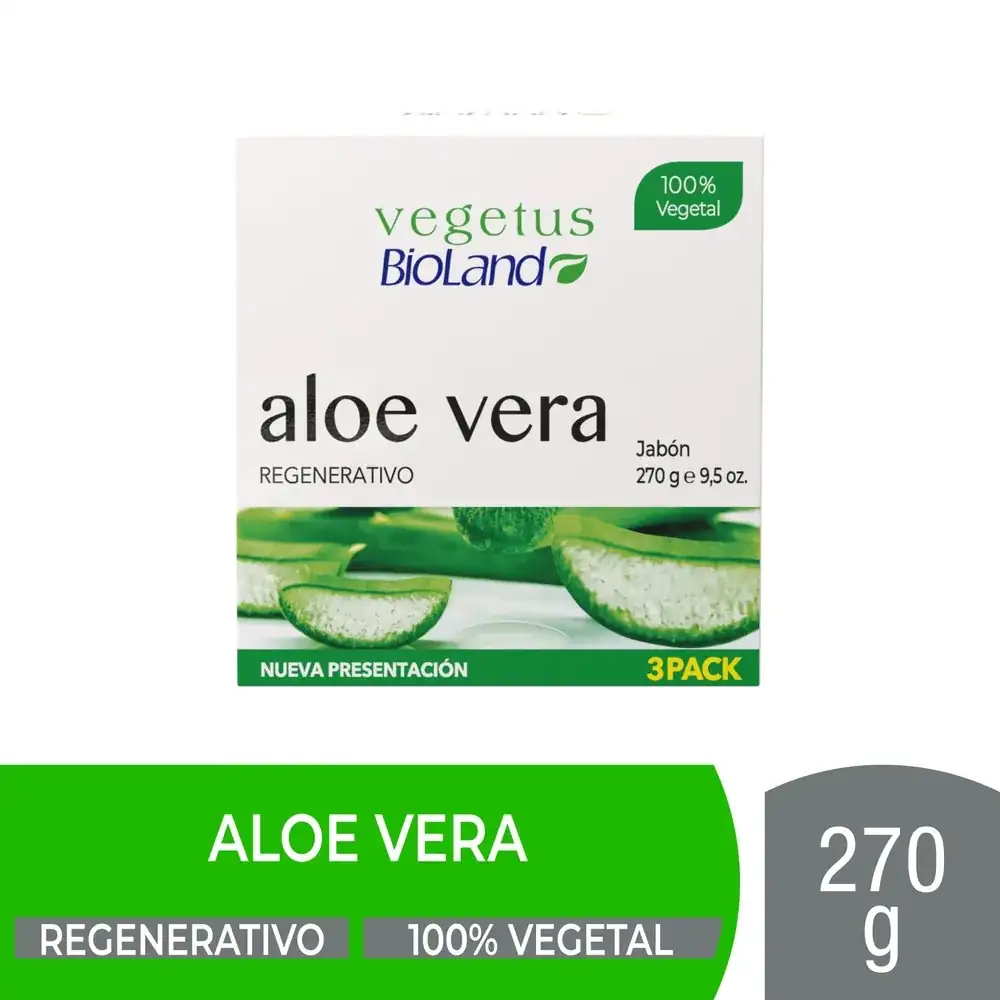 100%
Vegetal
vegetus
BioLand
aloe vera
REGENERATIVO
Jabón
270 g e 9,5 oz.
NUEVA PRESENTACIÓN
3PACK
ALOE VERA
REGENERATIVO
100% VEGETAL
270
g